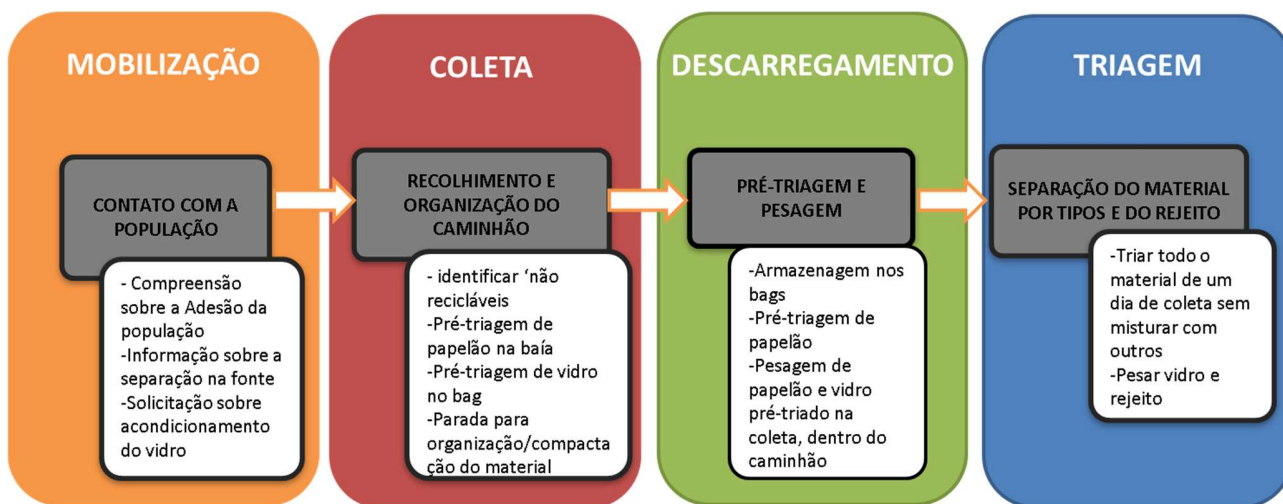 MOBILIZAÇÃO
CONTATO COM A
POPULAÇÃO
- Compreensão
sobre a Adesão da
população
-Informação sobre a
separação na fonte
-Solicitação sobre
acondicionamento
do vidro
COLETA
RECOLHIMENTO E
ORGANIZAÇÃO DO
CAMINHÃO
- identificar ‘não
recicláveis
-Pré-triagem de
papelão na baía
-Pré-triagem de vidro
no bag
-Parada para
organização/compacta
ção do material
DESCARREGAMENTO
PRÉ-TRIAGEM E
PESAGEM
-Armazenagem nos
bags
-Pré-triagem de
papelão
-Pesagem de
papelão e vidro
pré-triado na
coleta, dentro do
caminhão
TRIAGEM
SEPARAÇÃO DO MATERIAL
POR TIPOS E DO REJEITO
-Triar todo o
material de um
dia de coleta sem
misturar com
outros
-Pesar vidro e
rejeito